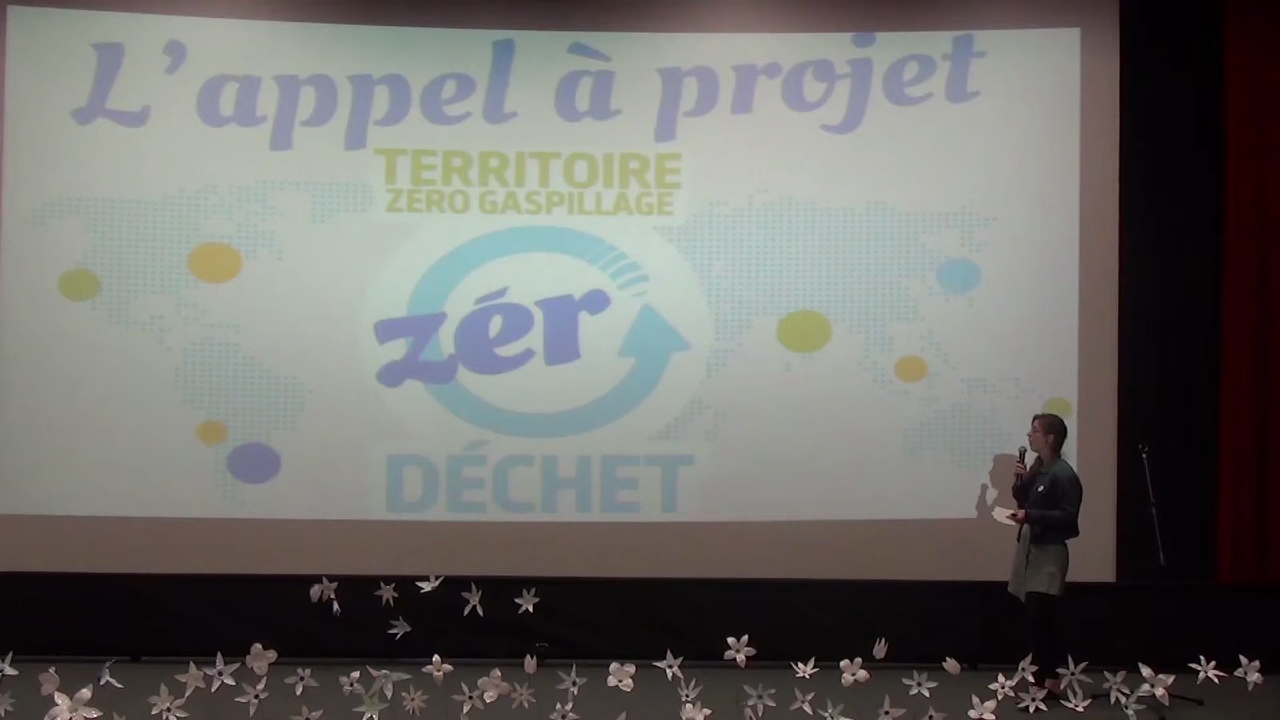 L'appel à projet
TERRITOIRE
ZERO GASPILLAGE
zér
DÉCHET